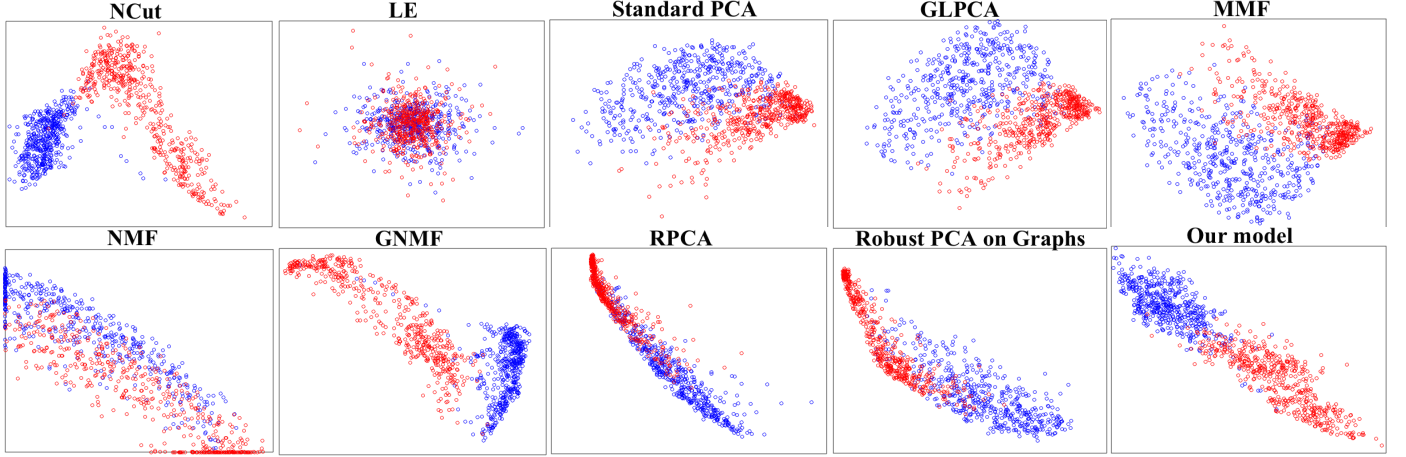 NCut
LE
Standard PCA
GLPCA
MMF
NMF
GNMF
RPCA
Robust PCA on Graphs
Our model